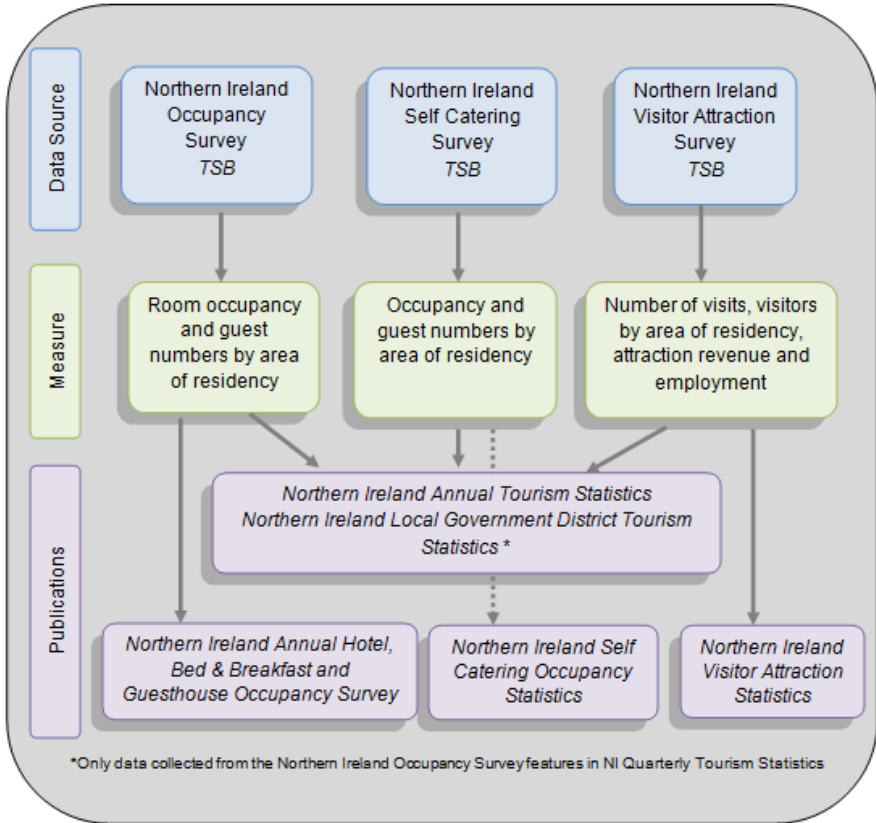 Data Source
Northern Ireland
Occupancy
Survey
TSB
Northern Ireland
Self Catering
Survey
TSB
Northern Ireland
Visitor Attraction
Survey
TSB
Measure
Room occupancy
and guest
numbers by area
of residency
Occupancy and
guest numbers by
area of residency
Number of visits, visitors
by area of residency,
attraction revenue and
employment
Publications
Northern Ireland Annual Tourism Statistics
Northern Ireland Local Government District Tourism
Statistics *
Northern Ireland Annual Hotel,
Bed & Breakfast and
Guesthouse Occupancy Survey
Northern Ireland Self
Catering Occupancy
Statistics
Northern Ireland
Visitor Attraction
Statistics
*Only data collected from the Northern Ireland Occupancy Survey features in NI Quarterly Tourism Statistics